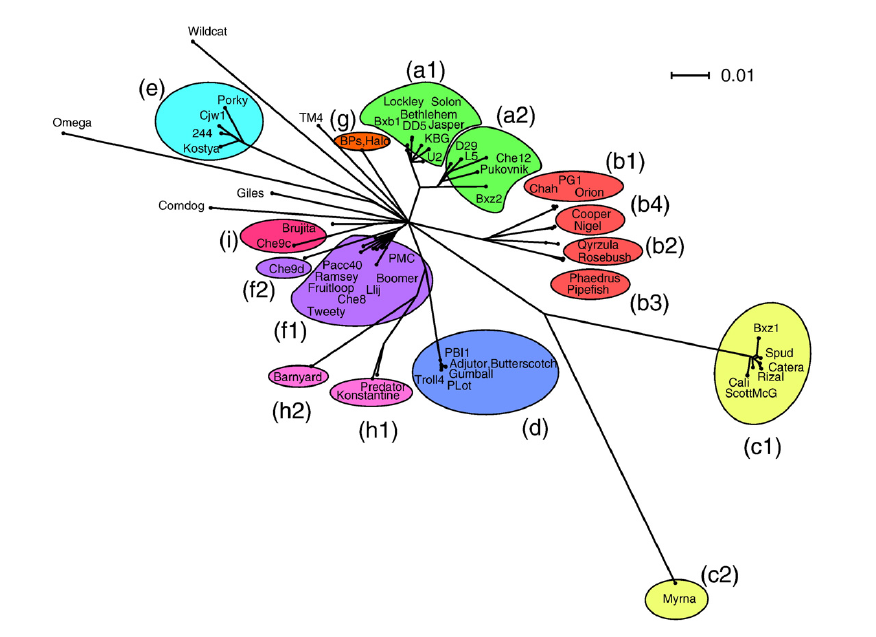 Wildcat
(a1)
0.01
(e)
Porky
Lockley Solon
(a2)
Cjw1
Bethlehem
Omega
TM4
(g)
Bxb1
DD5 Jasper
244
BPs,Halo
KBG
D29
Kostya
U2
L5
Che12
(b1)
Pukovnik
PG1
Chah
Orion
Giles
Bxz2
(b4)
Corndog
Cooper
Nigel
Brujita
(i)
Che9c
Qyrzula
(b2)
Rosebush
PMC
Che9d
Pacc40
Ramsey
Boomer
Phaedrus
(f2)
Fruitloop
Llij
Pipefish
Che8
(b3)
Tweety
(f1)
Bxz1
PBI1
Spud
Adjutor,Butterscotch
Catera
Barnyard
Gumball
Rizal
Troll4
Cali
Predator
PLot
ScottMcG
Konstantine
(h2)
(h1)
(d)
(c1)
(c2)
Myrna